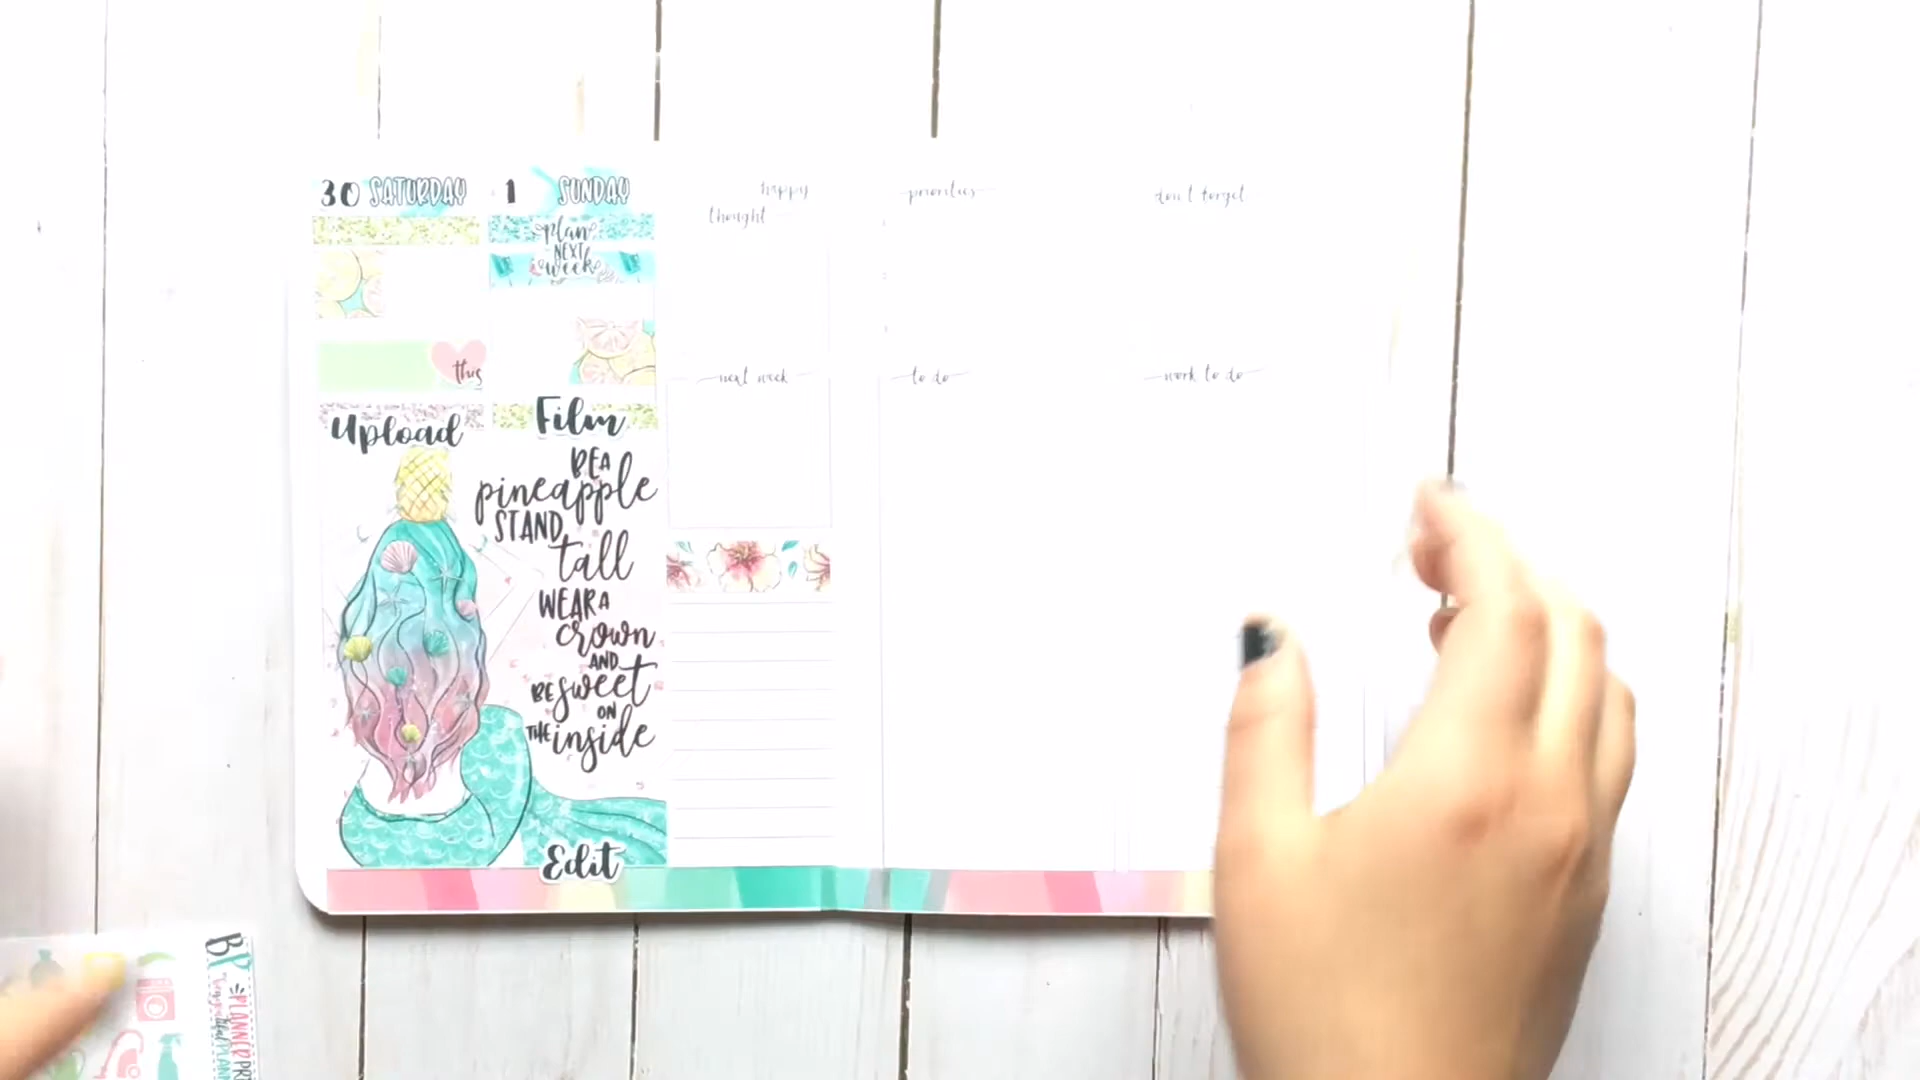 30 SATURDAY
1 SUNDAY
plan
NEXT
week
this
Upload
Film
BE A
pineapple
STAND
tall
WEAR A
crown
AND
BE sweet
ON
THE inside
Edit
happy
thought
next week
priorities
to do
don't forget
work to do
BP
PLANNER